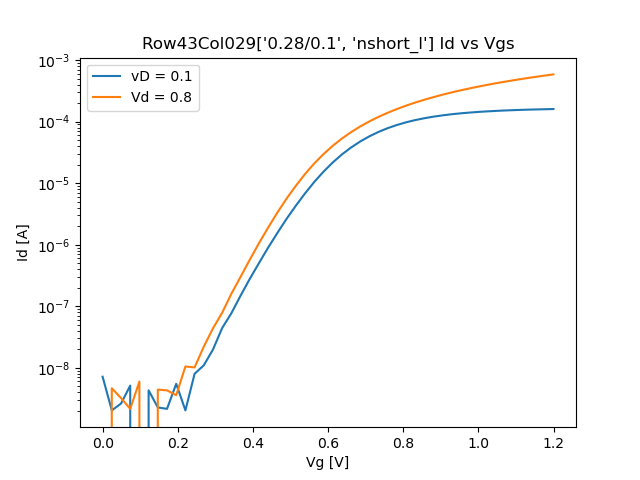 Row43Col029['0.28/0.1', 'nshort_l'] Id vs Vgs
vD = 0.1
Vd = 0.8
Id [A]
10⁻³
10⁻⁴
10⁻⁵
10⁻⁶
10⁻⁷
10⁻⁸
0.0 0.2 0.4 0.6 0.8 1.0 1.2
Vg [V]